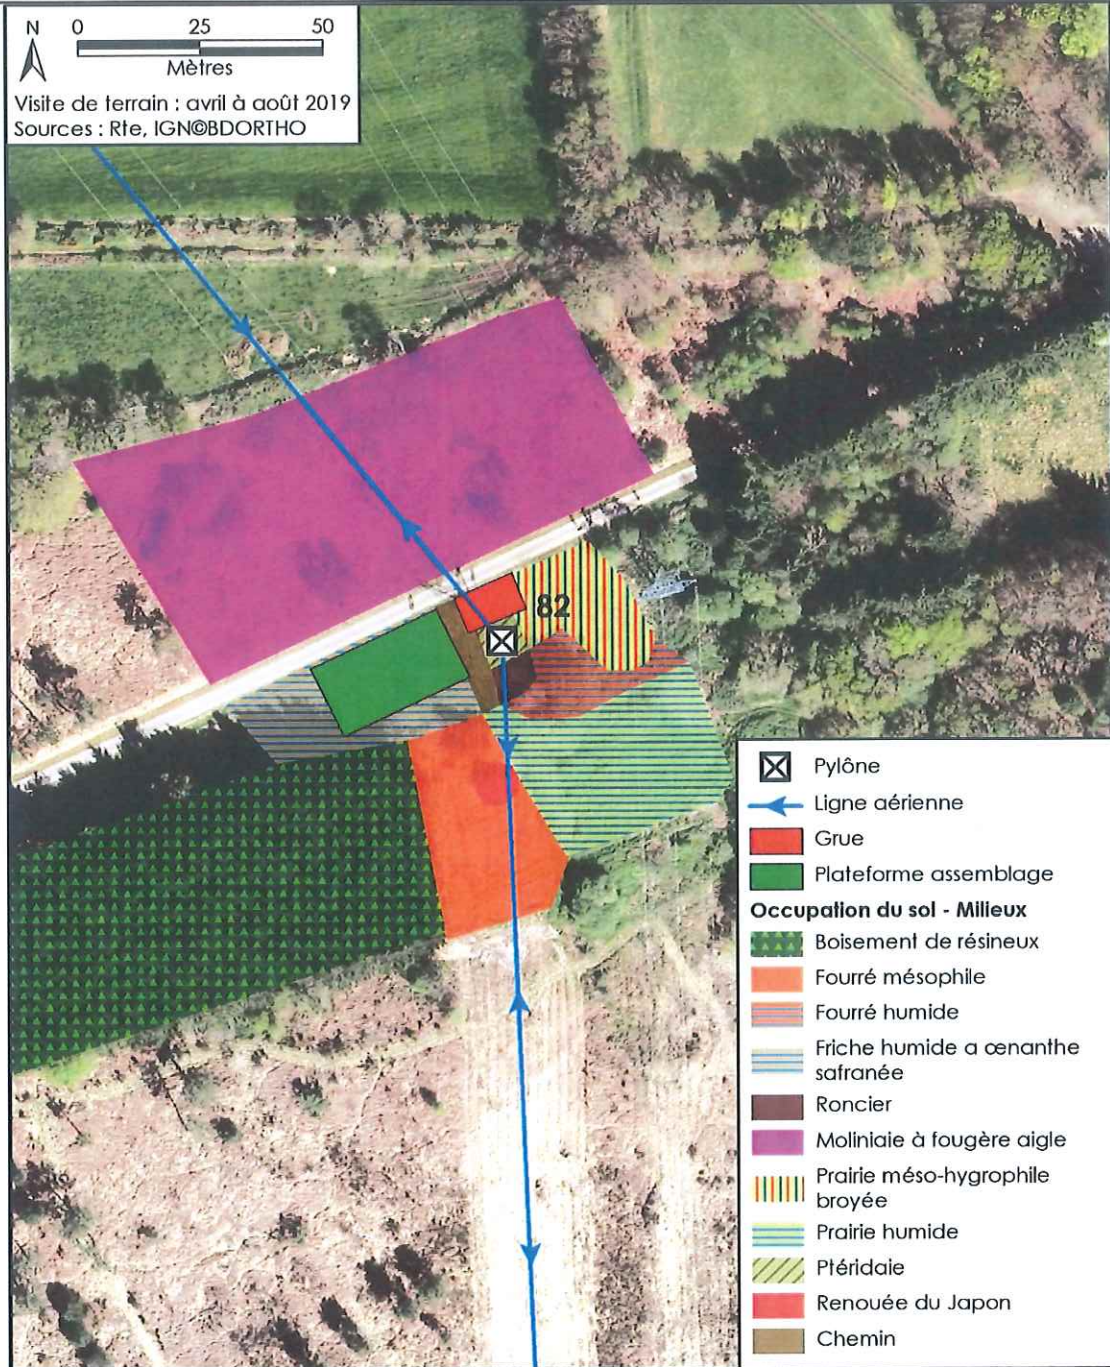 N
0 25 50
Mètres
Visite de terrain : avril à août 2019
Sources : Rte, IGN©BDORTHO
82
Pylône
Ligne aérienne
Grue
Plateforme assemblage
Occupation du sol - Milieux
Boisement de résineux
Fourré mésophile
Fourré humide
Friche humide a œnanthe
safranée
Roncier
Moliniaie à fougère aigle
Prairie méso-hygrophile
broyée
Prairie humide
Ptéridaie
Renouée du Japon
Chemin